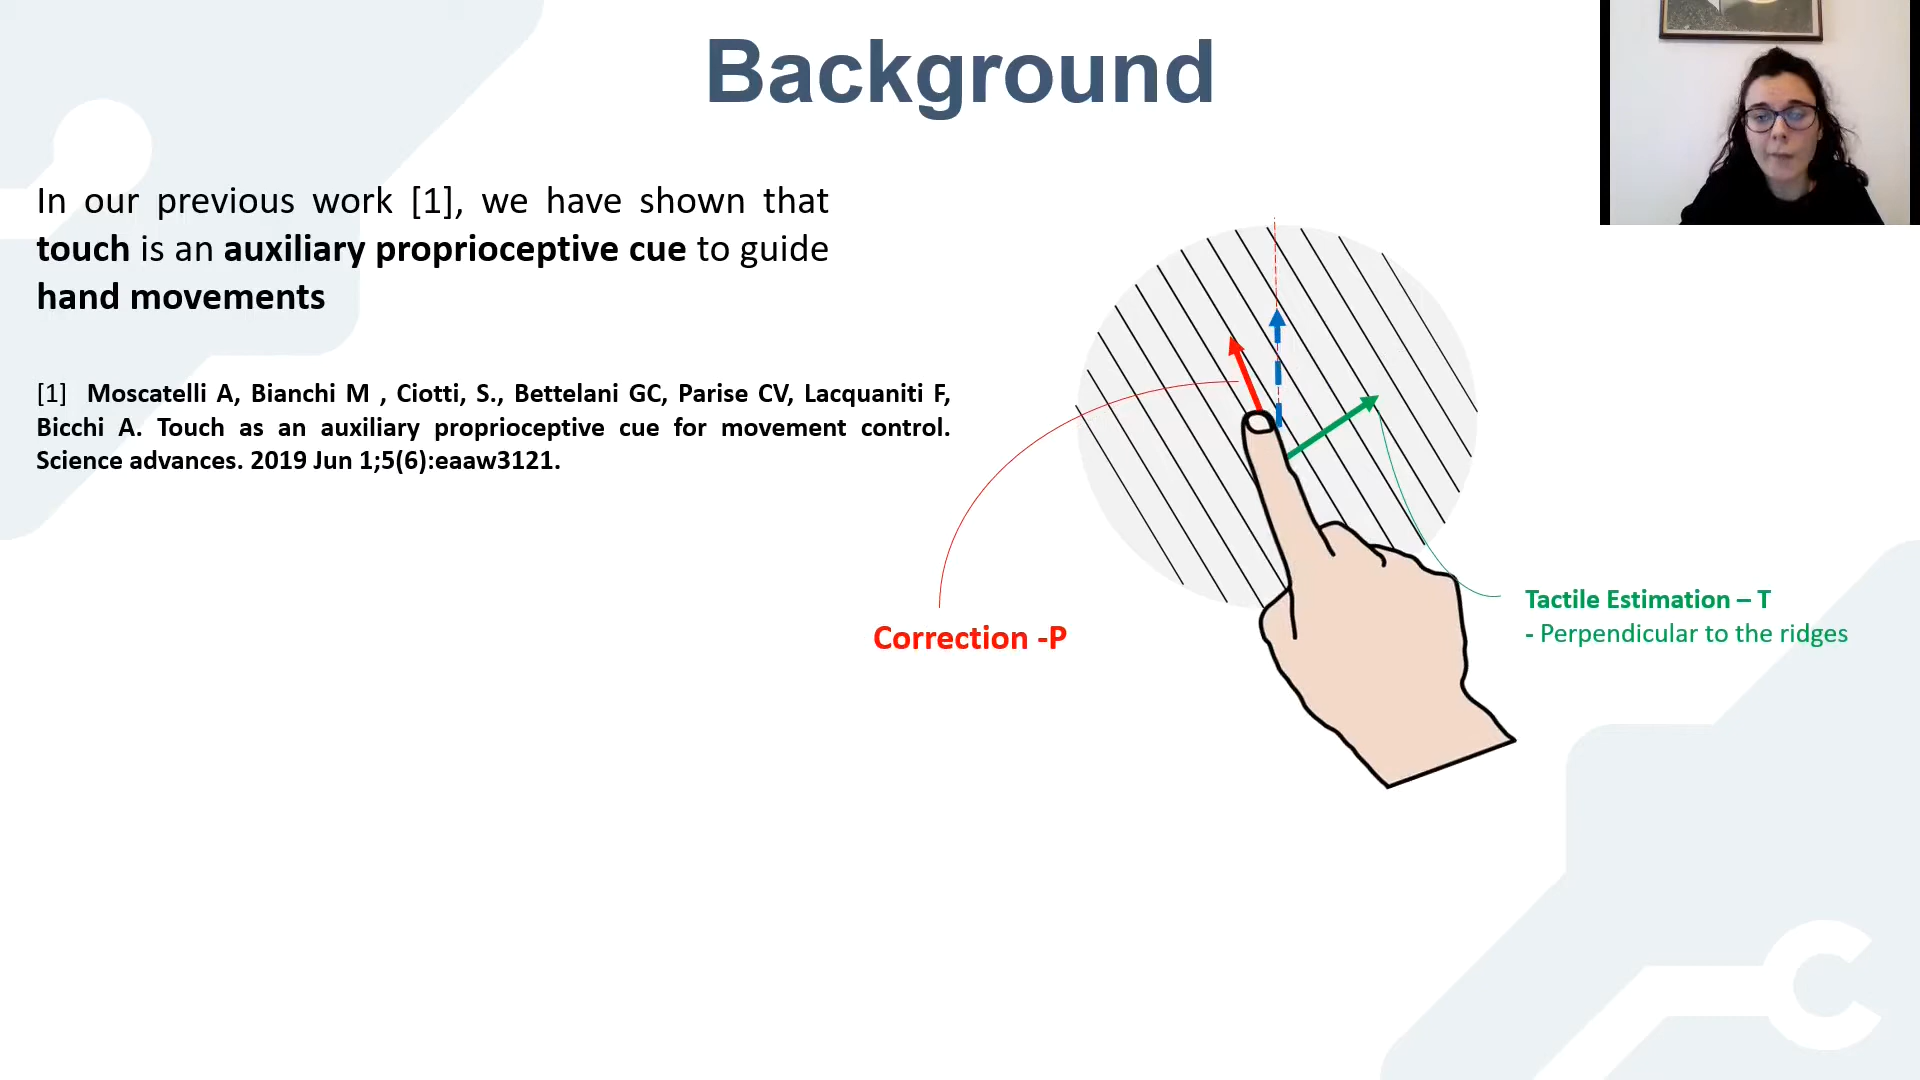 Background
In our previous work [1], we have shown that
touch is an auxiliary proprioceptive cue to guide
hand movements
[1] Moscatelli A, Bianchi M , Ciotti, S., Bettelani GC, Parise CV, Lacquaniti F,
Bicchi A. Touch as an auxiliary proprioceptive cue for movement control.
Science advances. 2019 Jun 1;5(6):eaaw3121.
Correction -P
Tactile Estimation – T
- Perpendicular to the ridges